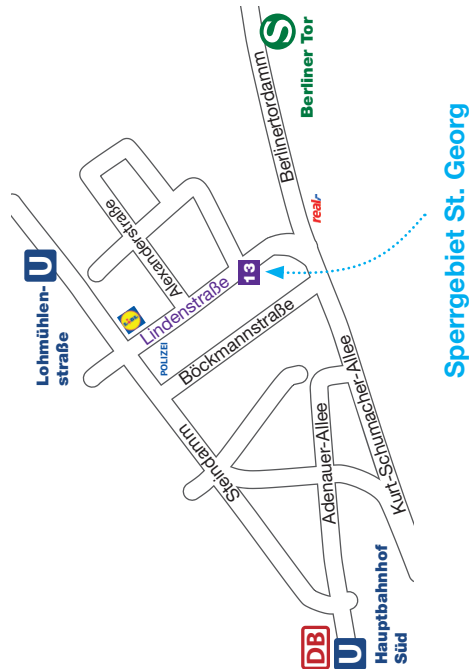 Lohmühlen-
straße
U
Alexanderstraße
LIDL
POLIZEI
Lindenstraße
13
Böckmannstraße
Steindamm
Berlinertordamm
S
Berliner Tor
real,-
Adenauer-Allee
Kurt-Schumacher-Allee
DB
U
Hauptbahnhof
Süd
Sperrgebiet St. Georg